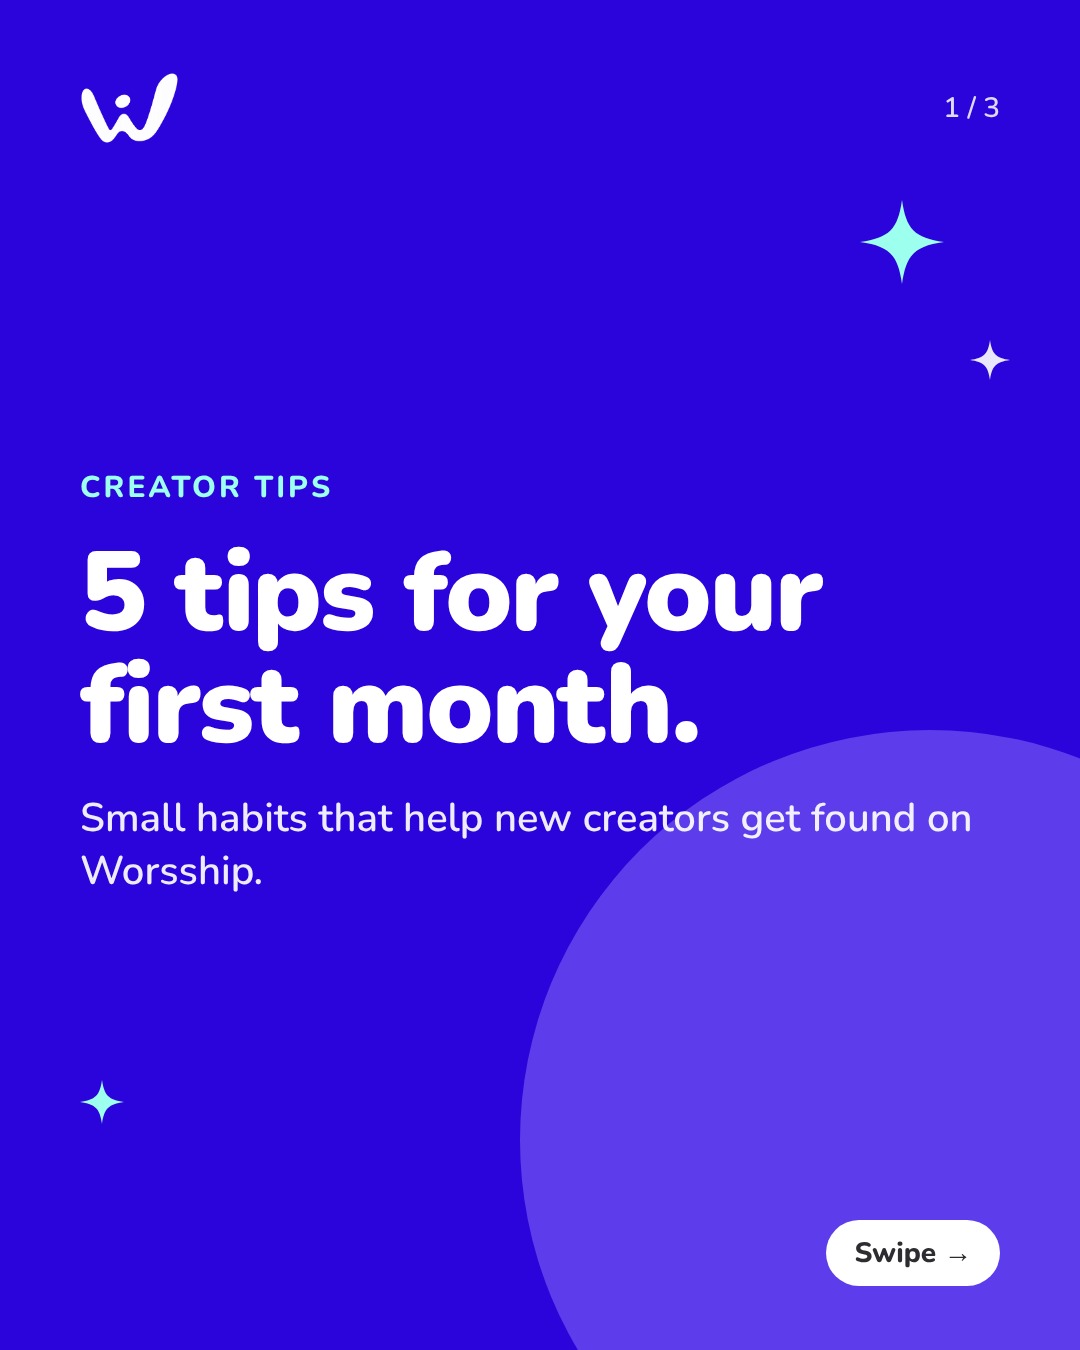 1 / 3
CREATOR TIPS
5 tips for your
first month.
Small habits that help new creators get found on
Worsship.
Swipe →